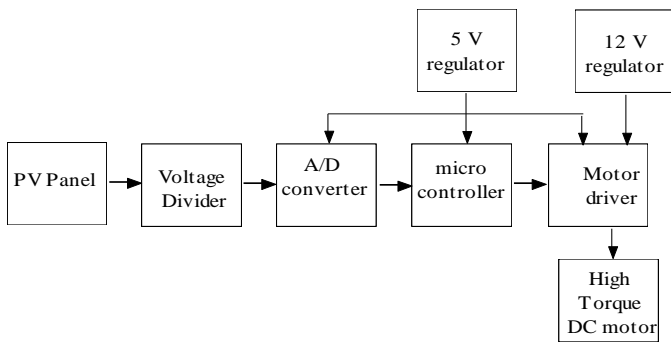 5 V
regulator
12 V
regulator
PV Panel
Voltage
Divider
A/D
converter
micro
controller
Motor
driver
High
Torque
DC motor